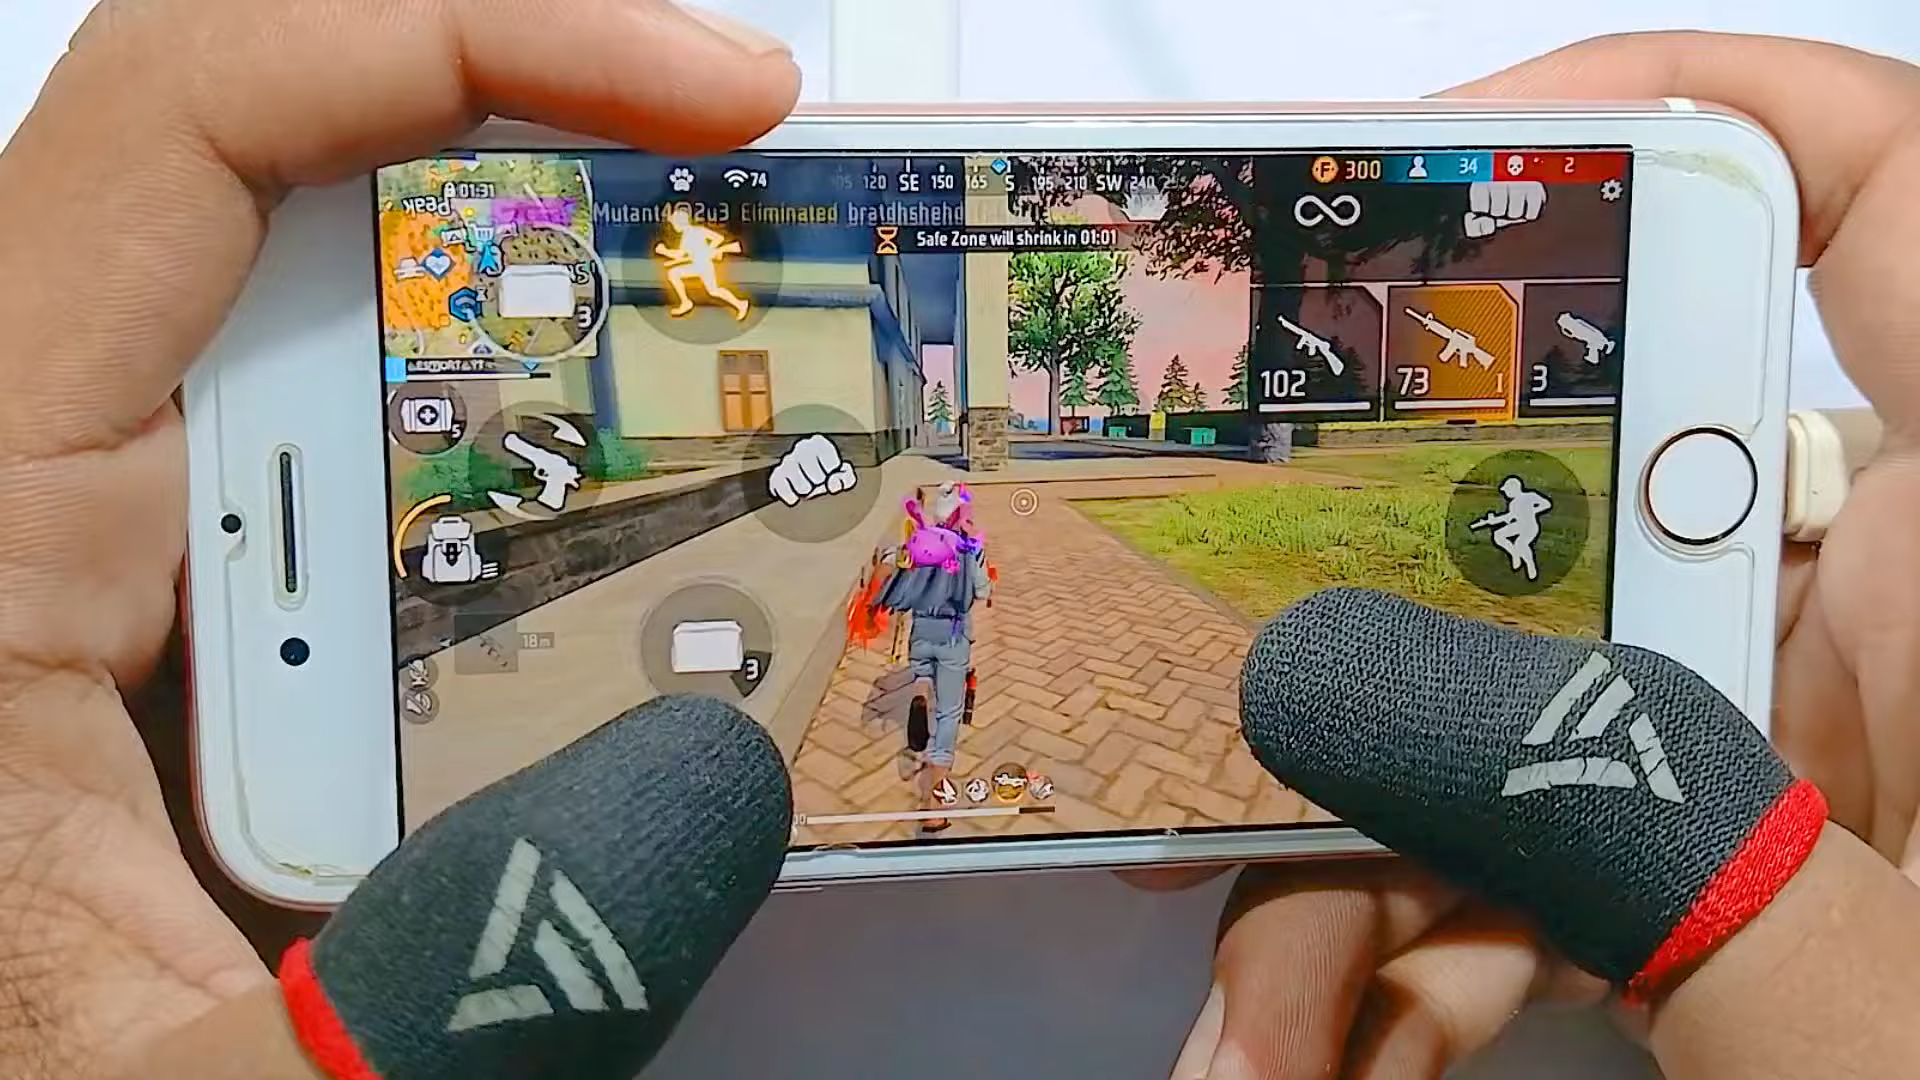 01:31
Peak
74
120 SE 150 165 S 195 210 SW 240
300
34
2
Mutant4 2u3 Eliminated bratdhshehd
Safe Zone will shrink in 01:01
3
102
73
1
3
5
18m
3